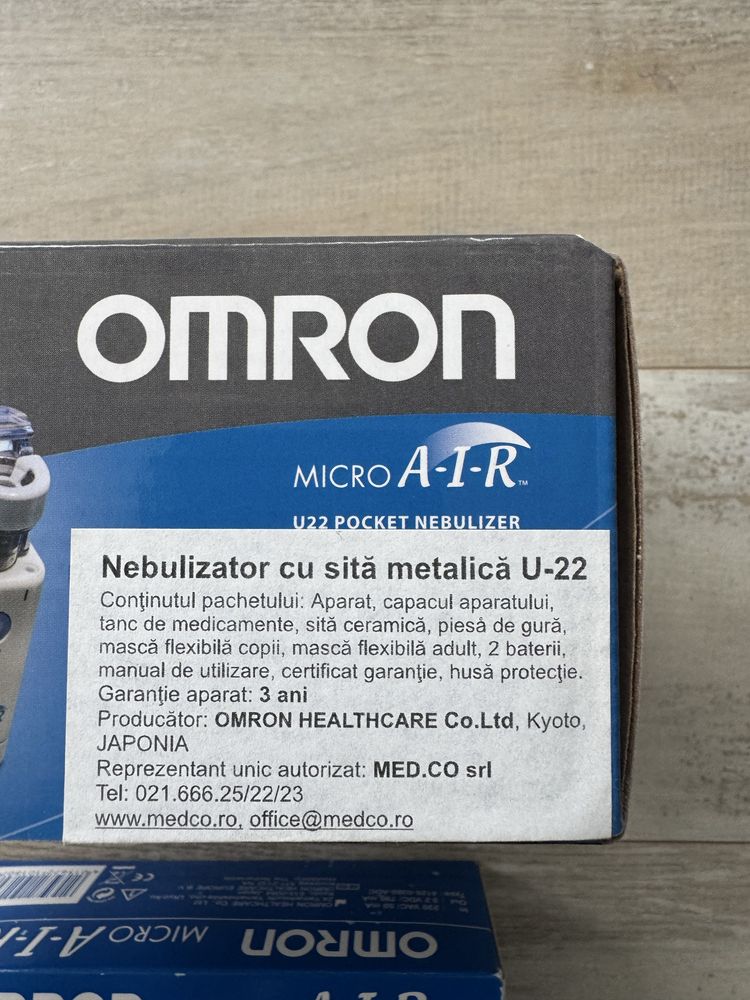 OMRON
MICRO A-I-R™
U22 POCKET NEBULIZER
Nebulizator cu sită metalică U-22
Conţinutul pachetului: Aparat, capacul aparatului,
tanc de medicamente, sită ceramică, piesă de gură,
mască flexibilă copii, mască flexibilă adult, 2 baterii,
manual de utilizare, certificat garanţie, husă protecţie.
Garanţie aparat: 3 ani
Producător: OMRON HEALTHCARE Co.Ltd, Kyoto,
JAPONIA
Reprezentant unic autorizat: MED.CO srl
Tel: 021.666.25/22/23
www.medco.ro, office@medco.ro
OMRON
MICRO A-I-R